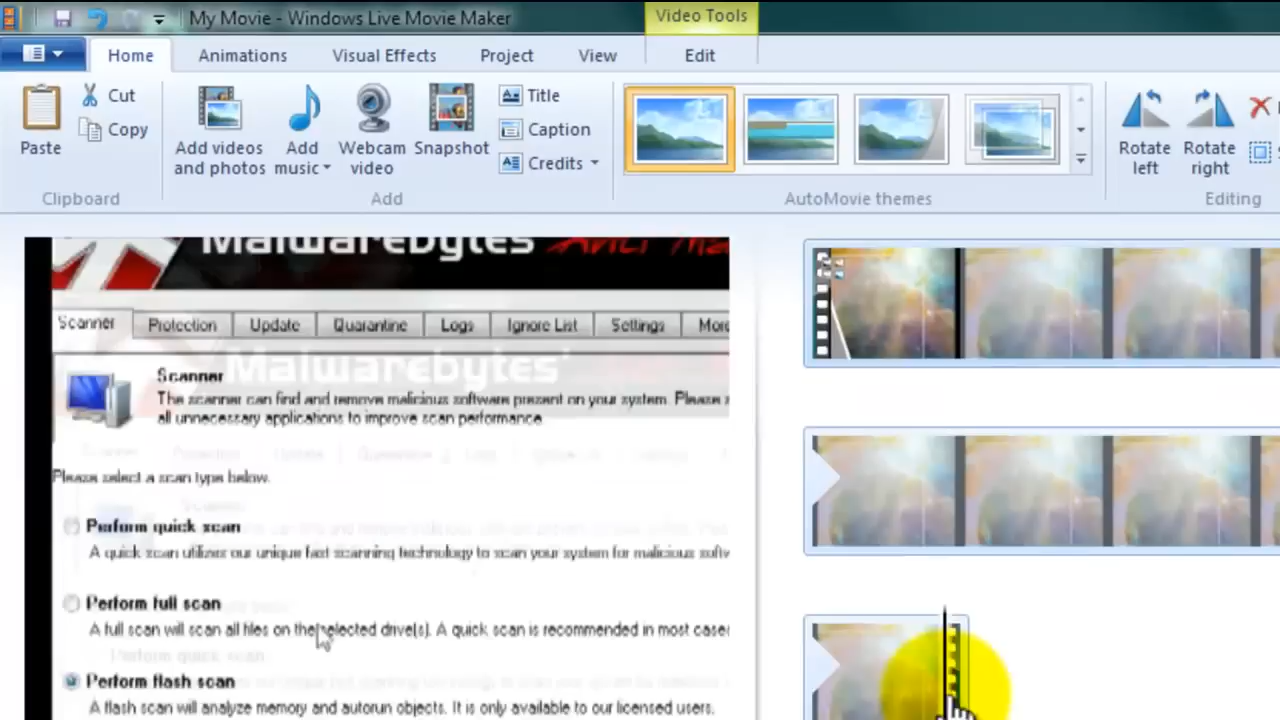 My Movie - Windows Live Movie Maker
Video Tools
Home
Animations
Visual Effects
Project
View
Edit
Paste
Cut
Copy
Clipboard
Add videos
and photos
Add
music
Webcam
video
Snapshot
Title
Caption
Credits
Add
AutoMovie themes
Rotate
left
Rotate
right
Editing
Malwarebytes
Scanner
Protection
Update
Quarantine
Logs
Ignore List
Settings
More
Malwarebytes'
Scanner
The scanner can find and remove malicious software present on your system. Please
all unnecessary applications to improve scan performance.
Please select a scan type below.
Perform quick scan
A quick scan utilizes our unique fast scanning technology to scan your system for malicious softw
Perform full scan
A full scan will scan all files on the selected drive(s). A quick scan is recommended in most cases
Perform quick scan
Perform flash scan
A flash scan will analyze memory and autorun objects. It is only available to our licensed users.